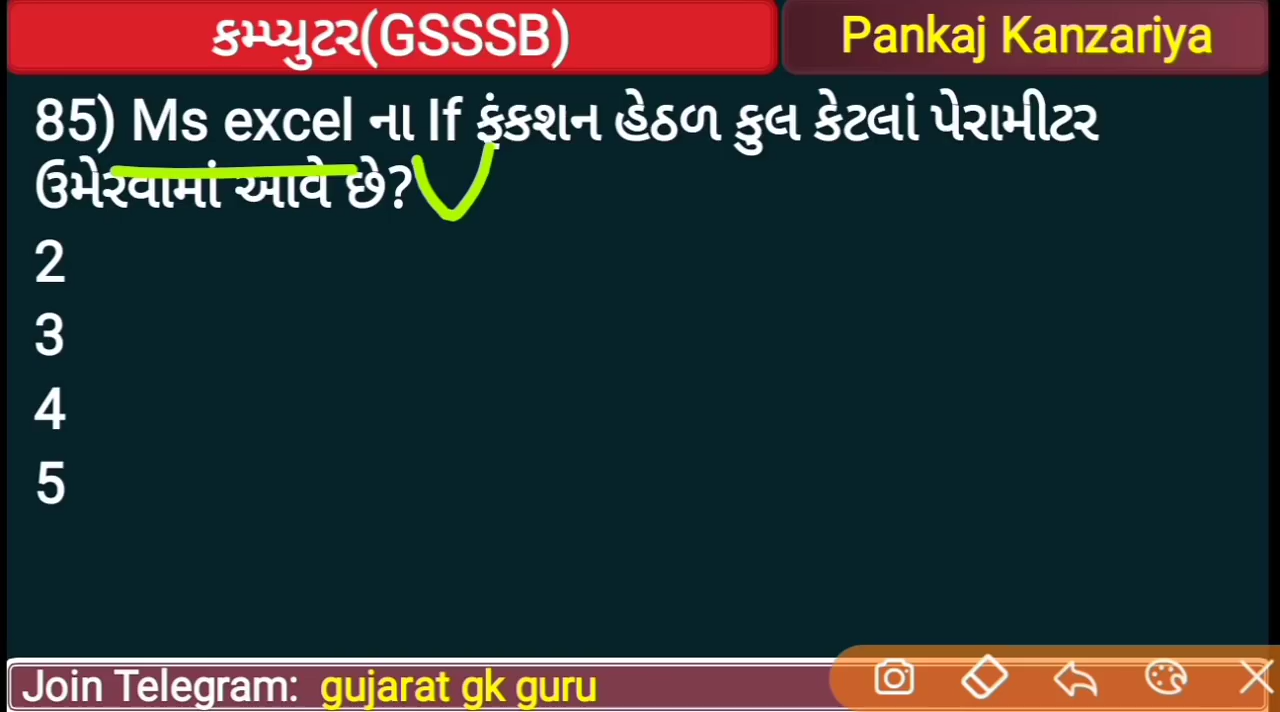 કમ્પ્યુટર(GSSSB)
Pankaj Kanzariya
85) Ms excel ના If ફંકશન હેઠળ કુલ કેટલાં પેરામીટર
ઉમેરવામાં આવે છે?
2
3
4
5
Join Telegram: gujarat gk guru